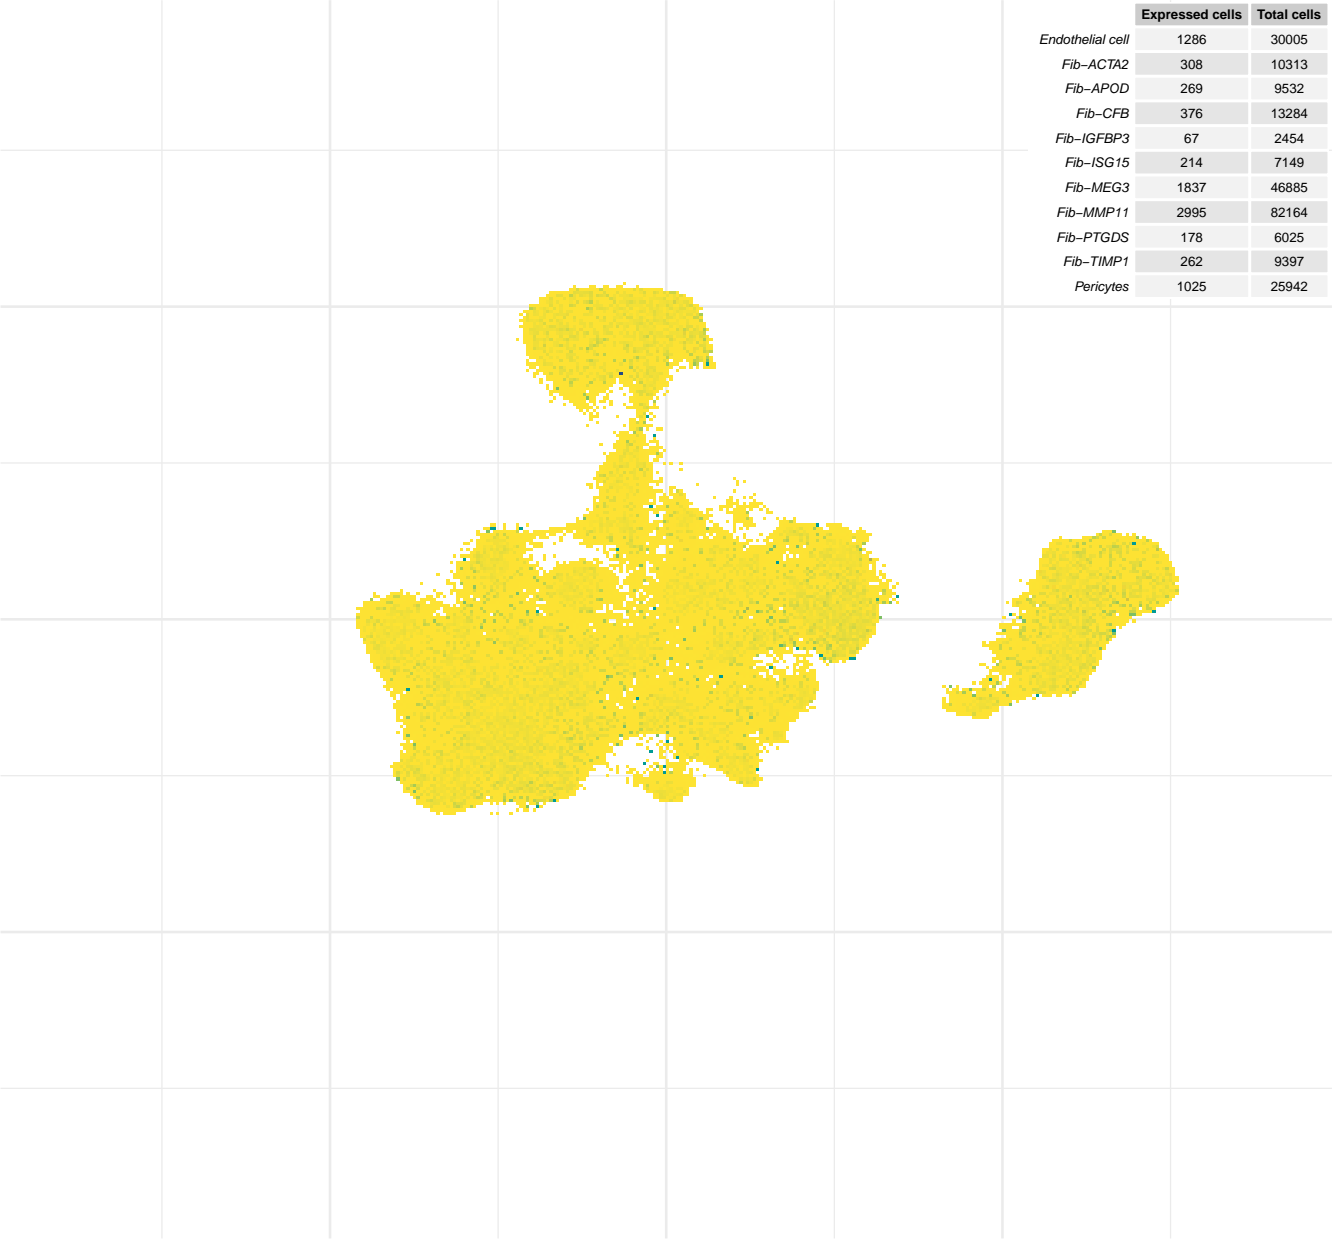 Expressed cells Total cells
Endothelial cell 1286 30005
Fib−ACTA2 308 10313
Fib−APOD 269 9532
Fib−CFB 376 13284
Fib−IGFBP3 67 2454
Fib−ISG15 214 7149
Fib−MEG3 1837 46885
Fib−MMP11 2995 82164
Fib−PTGDS 178 6025
Fib−TIMP1 262 9397
Pericytes 1025 25942